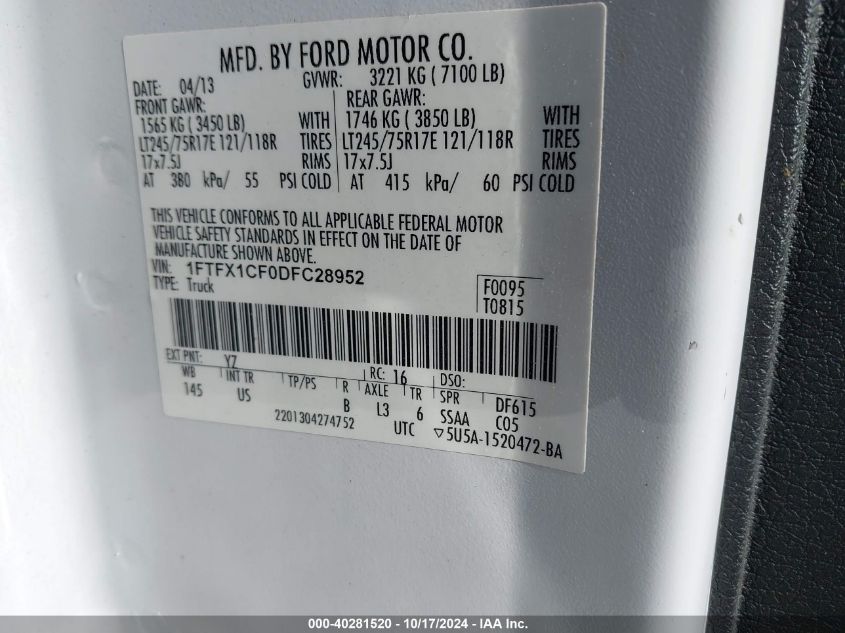 MFD. BY FORD MOTOR CO.
DATE: 04/13 GVWR: 3221 KG ( 7100 LB)
FRONT GAWR: REAR GAWR:
1565 KG ( 3450 LB) WITH 1746 KG ( 3850 LB) WITH
LT245/75R17E 121/118R TIRES LT245/75R17E 121/118R TIRES
17x7.5J RIMS 17x7.5J RIMS
AT 380 kPa/ 55 PSI COLD AT 415 kPa/ 60 PSI COLD
THIS VEHICLE CONFORMS TO ALL APPLICABLE FEDERAL MOTOR
VEHICLE SAFETY STANDARDS IN EFFECT ON THE DATE OF
MANUFACTURE SHOWN ABOVE.
VIN: 1FTFX1CF0DFC28952
TYPE: Truck
F0095
T0815
EXT PNT: YZ RC: 16 DSO:
WB INT TR TP/PS R AXLE TR SPR
145 US B L3 6 SSAA DF615
C05
2201304274752 UTC ▽5U5A-1520472-BA
000-40281520 - 10/17/2024 - IAA Inc.